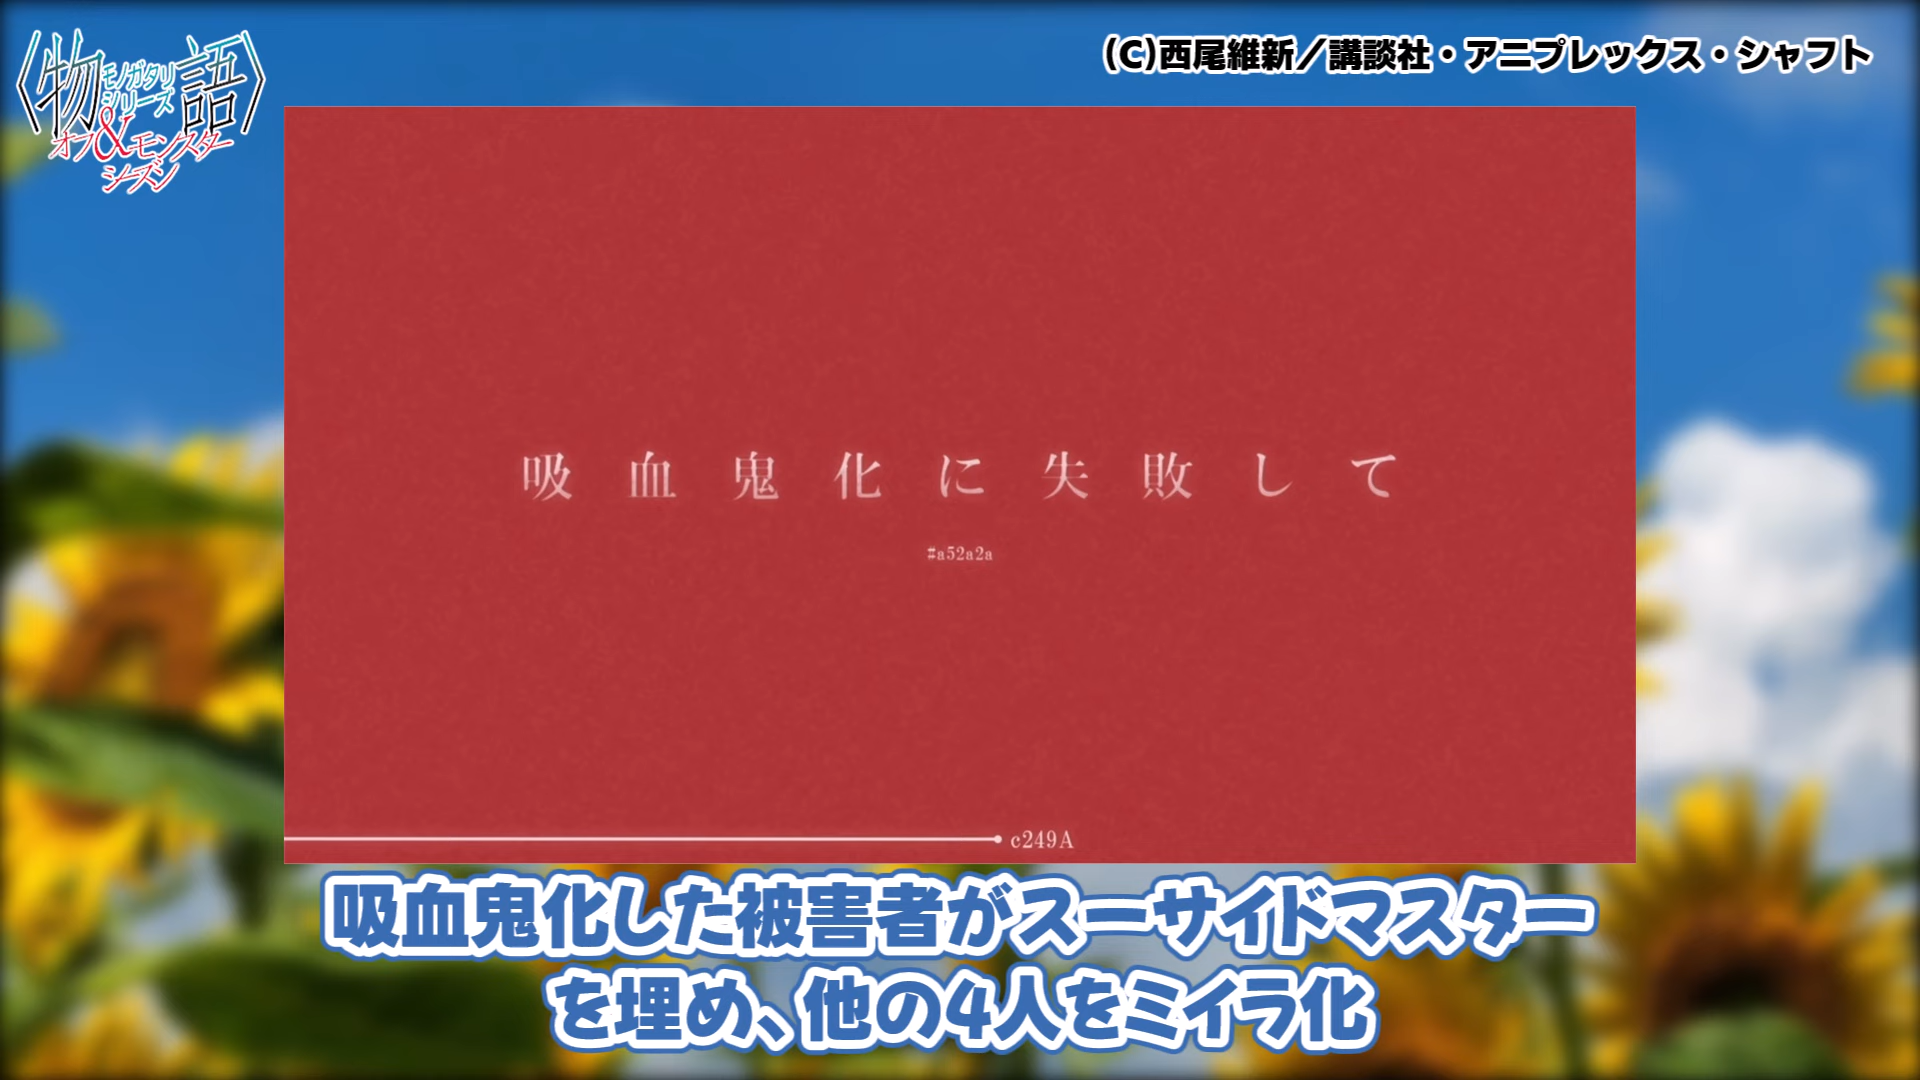 〈物語〉
モノガタリ
シリーズ
オフ&モンスター
シーズン
(C)西尾維新／講談社・アニプレックス・シャフト
吸血鬼化に失敗して
#a52a2a
c249A
吸血鬼化した被害者がスーサイドマスター
を埋め、他の4人をミイラ化